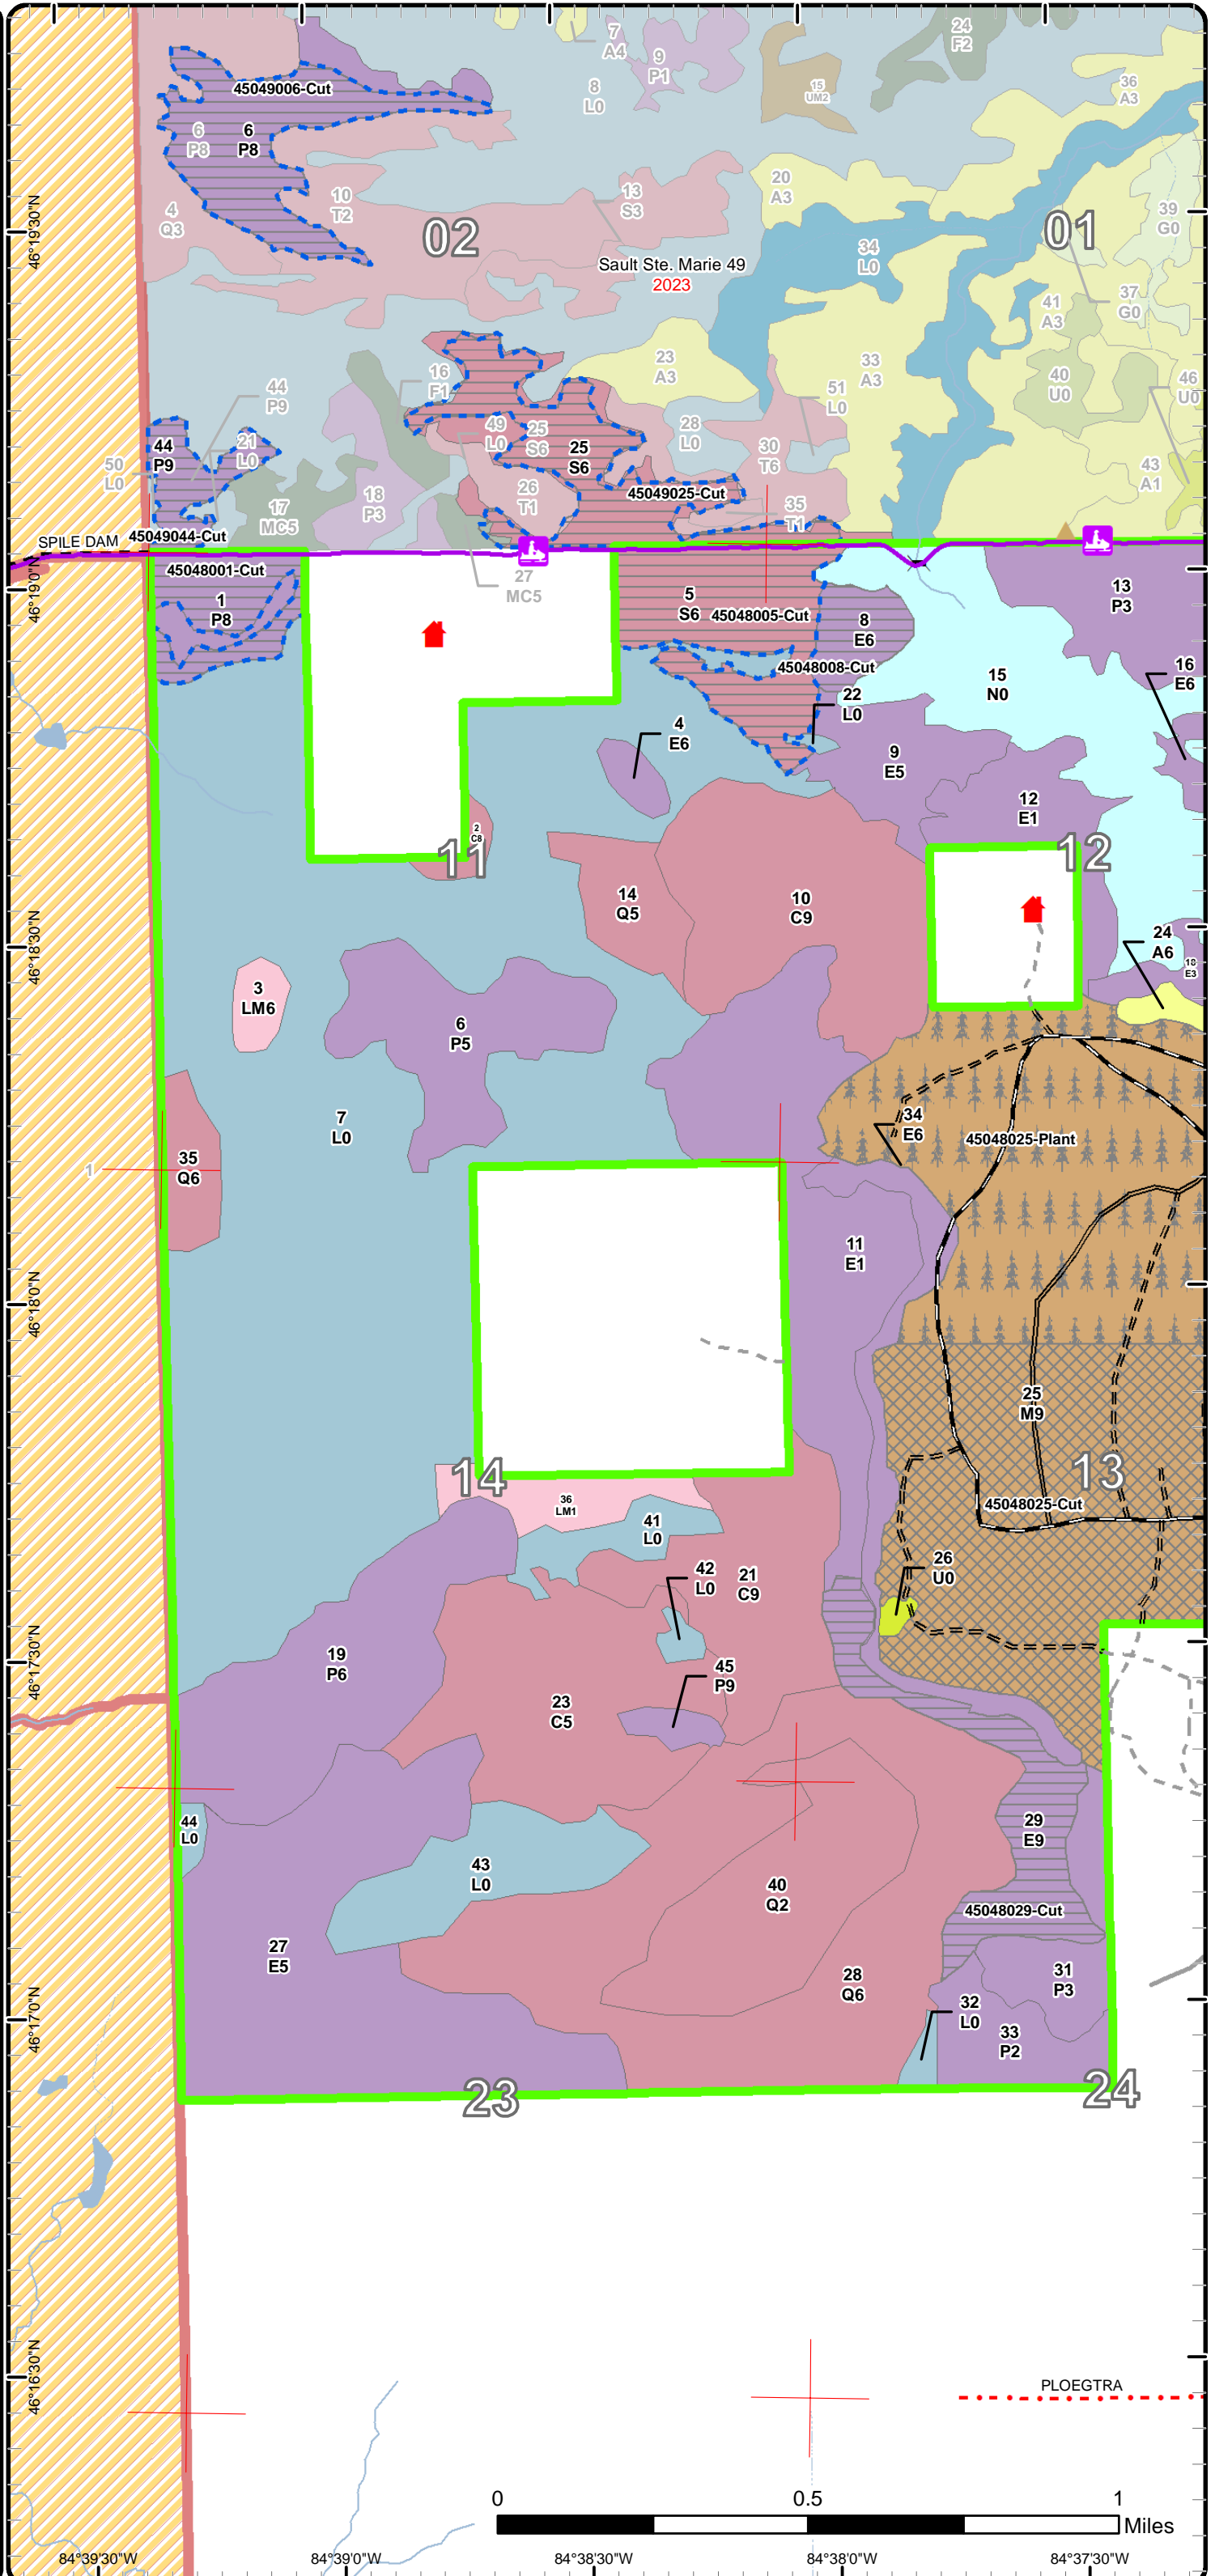 7
A4
9
P1
24
F2
8
L0
15
UM2
36
A3
45049006-Cut
6
P8
6
P8
4
Q3
10
T2
13
S3
20
A3
02
01
39
G0
34
L0
Sault Ste. Marie 49
2023
37
G0
41
A3
46°19'30"N
23
A3
33
A3
40
U0
46
U0
16
F1
44
P9
51
L0
49
L0
25
S6
25
S6
28
L0
30
T6
44
P9
21
L0
50
L0
43
A1
26
T1
45049025-Cut
18
P3
17
MC5
35
T1
45049044-Cut
SPILE DAM
27
MC5
45048001-Cut
1
P8
46°19'0"N
5
S6
45048005-Cut
8
E6
13
P3
45048008-Cut
16
E6
15
N0
22
L0
4
E6
9
E5
12
E1
2
C8
11
12
14
Q5
10
C9
24
A6
18
E3
46°18'30"N
3
LM6
6
P5
7
L0
34
E6
45048025-Plant
1
35
Q6
11
E1
46°18'0"N
25
M9
14
13
36
LM1
45048025-Cut
41
L0
42
L0
21
C9
26
U0
46°17'30"N
19
P6
45
P9
23
C5
44
L0
29
E9
43
L0
40
Q2
45048029-Cut
27
E5
31
P3
28
Q6
32
L0
33
P2
46°17'0"N
23
24
46°16'30"N
PLOEGTRA
0
0.5
1
Miles
84°39'30"W
84°39'0"W
84°38'30"W
84°38'0"W
84°37'30"W